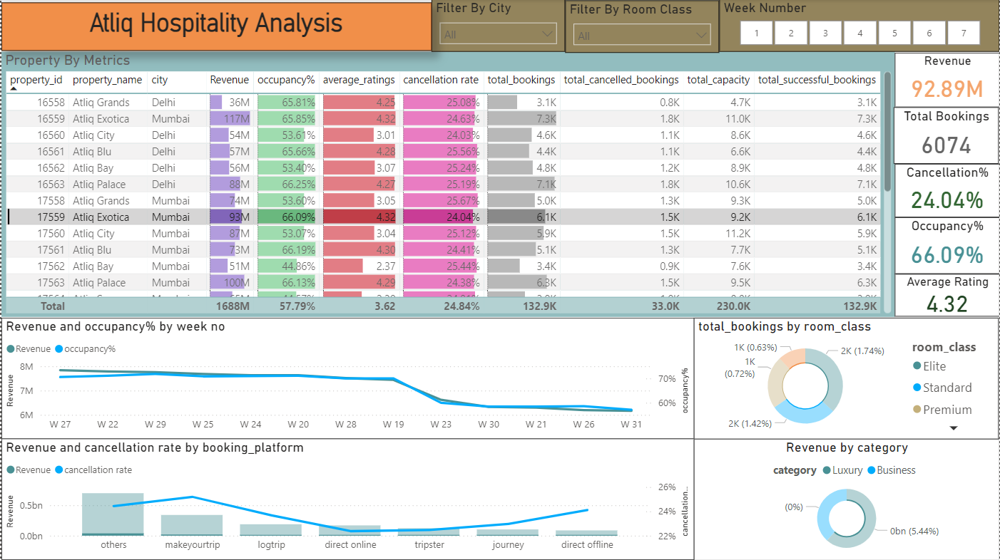 Atliq Hospitality Analysis
Filter By City
All
Filter By Room Class
All
Week Number
1 2 3 4 5 6 7
Property By Metrics
property_id property_name city Revenue occupancy% average_ratings cancellation rate total_bookings total_cancelled_bookings total_capacity total_successful_bookings
16558 Atliq Grands Delhi 36M 65.81% 4.25 25.08% 3.1K 0.8K 4.7K 3.1K
16559 Atliq Exotica Mumbai 117M 65.85% 4.32 24.63% 7.3K 1.8K 11.0K 7.3K
16560 Atliq City Delhi 54M 53.61% 3.01 24.03% 4.6K 1.1K 8.6K 4.6K
16561 Atliq Blu Delhi 57M 65.66% 4.28 25.56% 4.4K 1.1K 6.6K 4.4K
16562 Atliq Bay Delhi 56M 53.40% 3.07 25.24% 4.8K 1.2K 8.9K 4.8K
16563 Atliq Palace Delhi 88M 66.25% 4.27 25.19% 7.1K 1.8K 10.6K 7.1K
17558 Atliq Grands Mumbai 74M 53.60% 3.05 25.67% 5.0K 1.3K 9.3K 5.0K
17559 Atliq Exotica Mumbai 93M 66.09% 4.32 24.04% 6.1K 1.5K 9.2K 6.1K
17560 Atliq City Mumbai 87M 53.07% 3.04 25.12% 5.9K 1.5K 11.2K 5.9K
17561 Atliq Blu Mumbai 73M 66.19% 4.30 24.41% 5.1K 1.3K 7.7K 5.1K
17562 Atliq Bay Mumbai 51M 44.86% 2.37 25.44% 3.4K 0.9K 7.6K 3.4K
17563 Atliq Palace Mumbai 100M 66.13% 4.29 24.38% 6.3K 1.5K 9.5K 6.3K
Total 1688M 57.79% 3.62 24.84% 132.9K 33.0K 230.0K 132.9K
Revenue
92.89M
Total Bookings
6074
Cancellation%
24.04%
Occupancy%
66.09%
Average Rating
4.32
Revenue and occupancy% by week no
Revenue occupancy%
Revenue
8M
7M
6M
70%
60%
occupancy%
W 27 W 22 W 29 W 25 W 24 W 20 W 28 W 19 W 23 W 30 W 21 W 26 W 31
total_bookings by room_class
1K (0.63%)
2K (1.74%)
1K
(0.72%)
2K (1.42%)
room_class
Elite
Standard
Premium
Revenue and cancellation rate by booking_platform
Revenue cancellation rate
Revenue
0.5bn
0.0bn
26%
24%
22%
cancellation...
others makeyourtrip logtrip direct online tripster journey direct offline
Revenue by category
category Luxury Business
(0%)
0bn (5.44%)